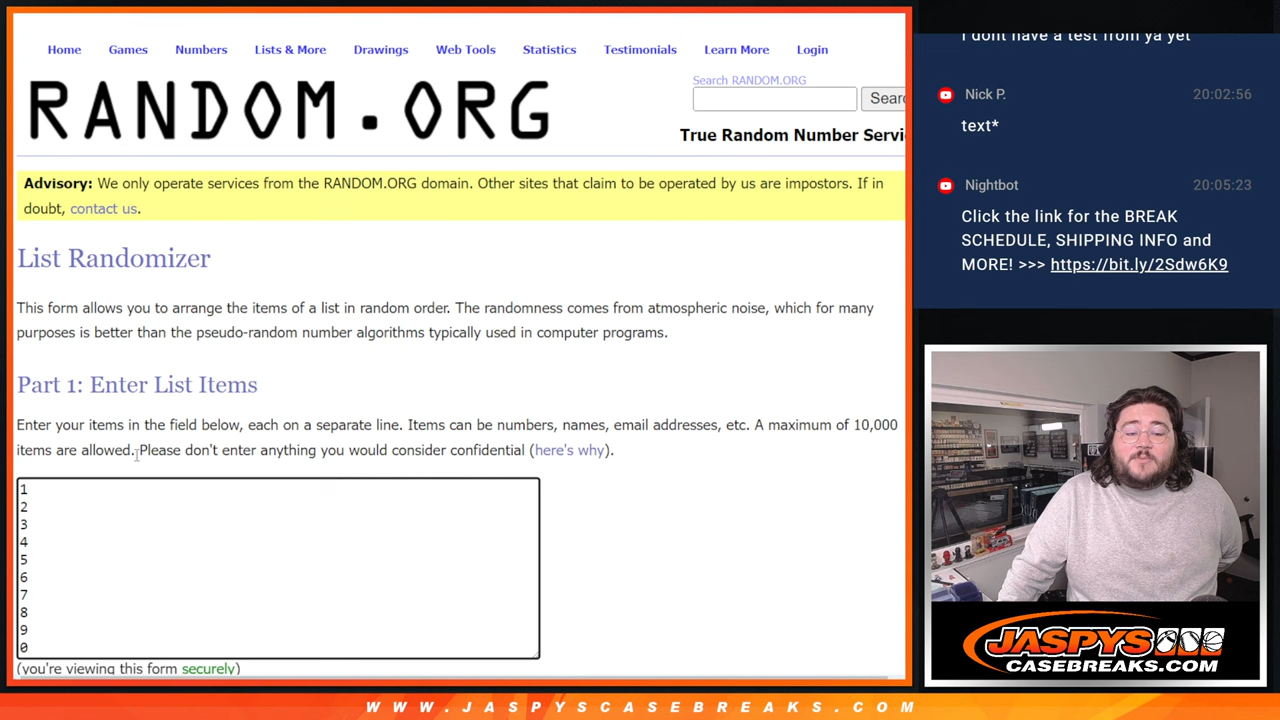 Home Games Numbers Lists & More Drawings Web Tools Statistics Testimonials Learn More Login
RANDOM.ORG
Search RANDOM.ORG
Searc
True Random Number Servi
Advisory: We only operate services from the RANDOM.ORG domain. Other sites that claim to be operated by us are impostors. If in
doubt, contact us.
List Randomizer
This form allows you to arrange the items of a list in random order. The randomness comes from atmospheric noise, which for many
purposes is better than the pseudo-random number algorithms typically used in computer programs.
Part 1: Enter List Items
Enter your items in the field below, each on a separate line. Items can be numbers, names, email addresses, etc. A maximum of 10,000
items are allowed. Please don't enter anything you would consider confidential (here's why).
1
2
3
4
5
6
7
8
9
0
(you're viewing this form securely)
I dont have a test from ya yet
Nick P. 20:02:56
text*
Nightbot 20:05:23
Click the link for the BREAK
SCHEDULE, SHIPPING INFO and
MORE! >>> https://bit.ly/2Sdw6K9
JASPYS
CASEBREAKS.COM
WWW.JASPYSCASEBREAKS.COM